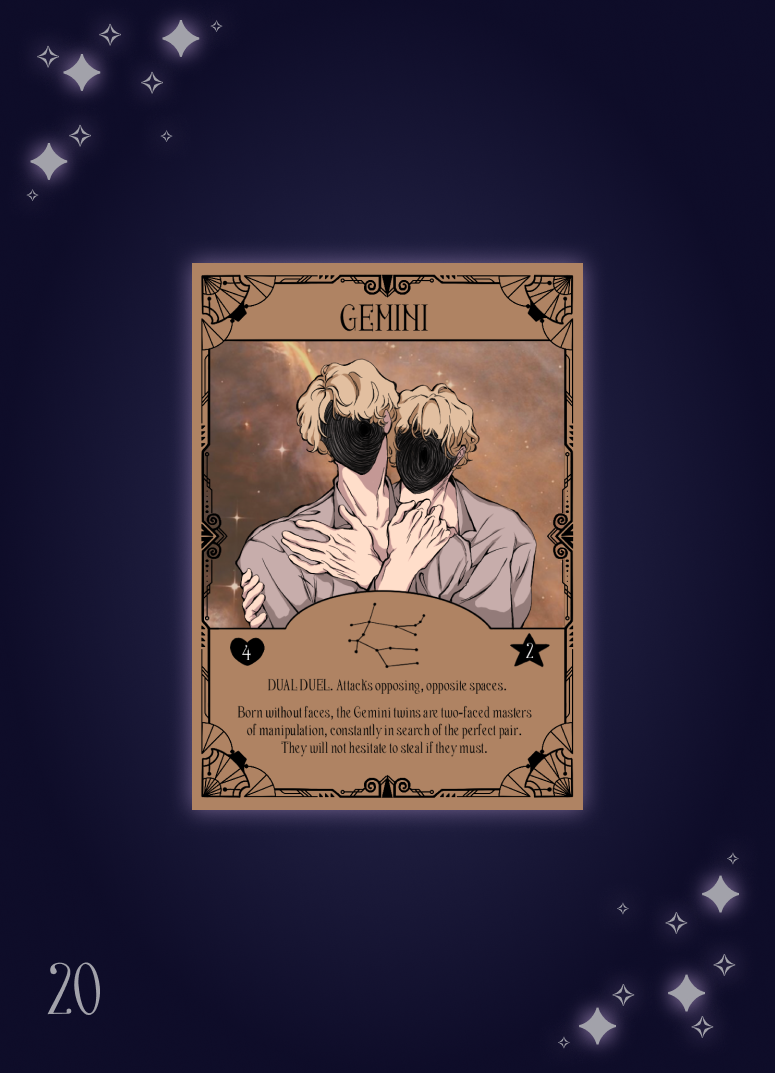 GEMINI
4
2
DUAL DUEL. Attacks opposing, opposite spaces.
Born without faces, the Gemini twins are two-faced masters
of manipulation, constantly in search of the perfect pair.
They will not hesitate to steal if they must.
20